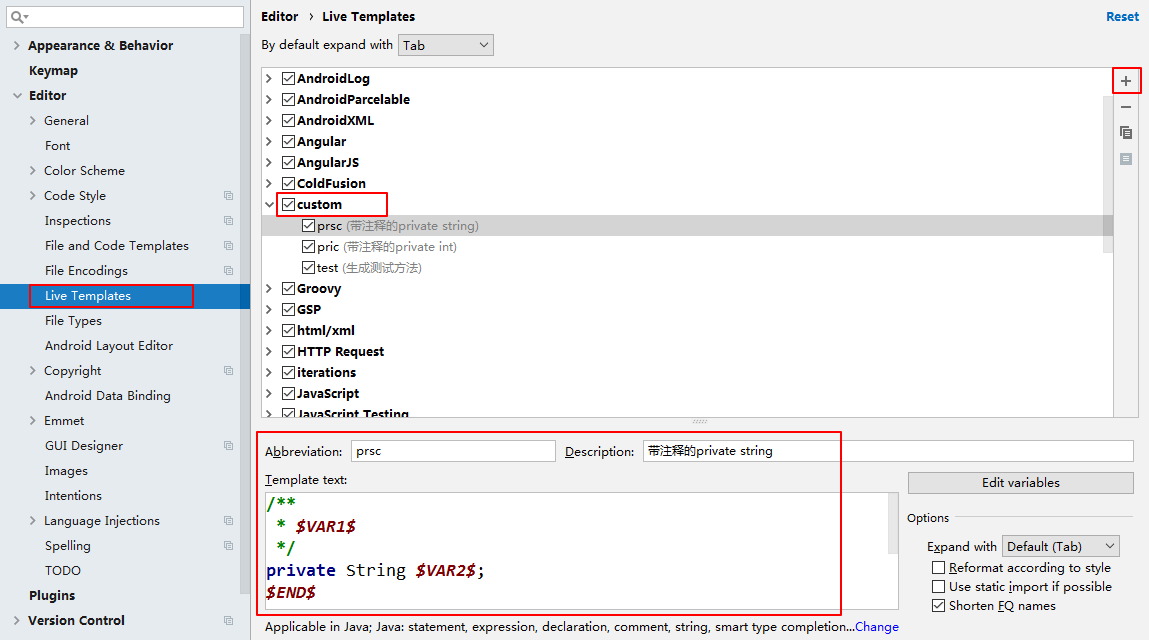 Appearance & Behavior
Keymap
Editor
General
Font
Color Scheme
Code Style
Inspections
File and Code Templates
File Encodings
Live Templates
File Types
Android Layout Editor
Copyright
Android Data Binding
Emmet
GUI Designer
Images
Intentions
Language Injections
Spelling
TODO
Plugins
Version Control
Editor › Live Templates
Reset
By default expand with Tab
AndroidLog
AndroidParcelable
AndroidXML
Angular
AngularJS
ColdFusion
custom
prsc (带注释的private string)
pric (带注释的private int)
test (生成测试方法)
Groovy
GSP
html/xml
HTTP Request
iterations
JavaScript
JavaScript Testing
Abbreviation: prsc Description: 带注释的private string
Template text:
/**
* $VAR1$
*/
private String $VAR2$;
$END$
Edit variables
Options
Expand with Default (Tab)
Reformat according to style
Use static import if possible
Shorten FQ names
Applicable in Java; Java: statement, expression, declaration, comment, string, smart type completion...Change